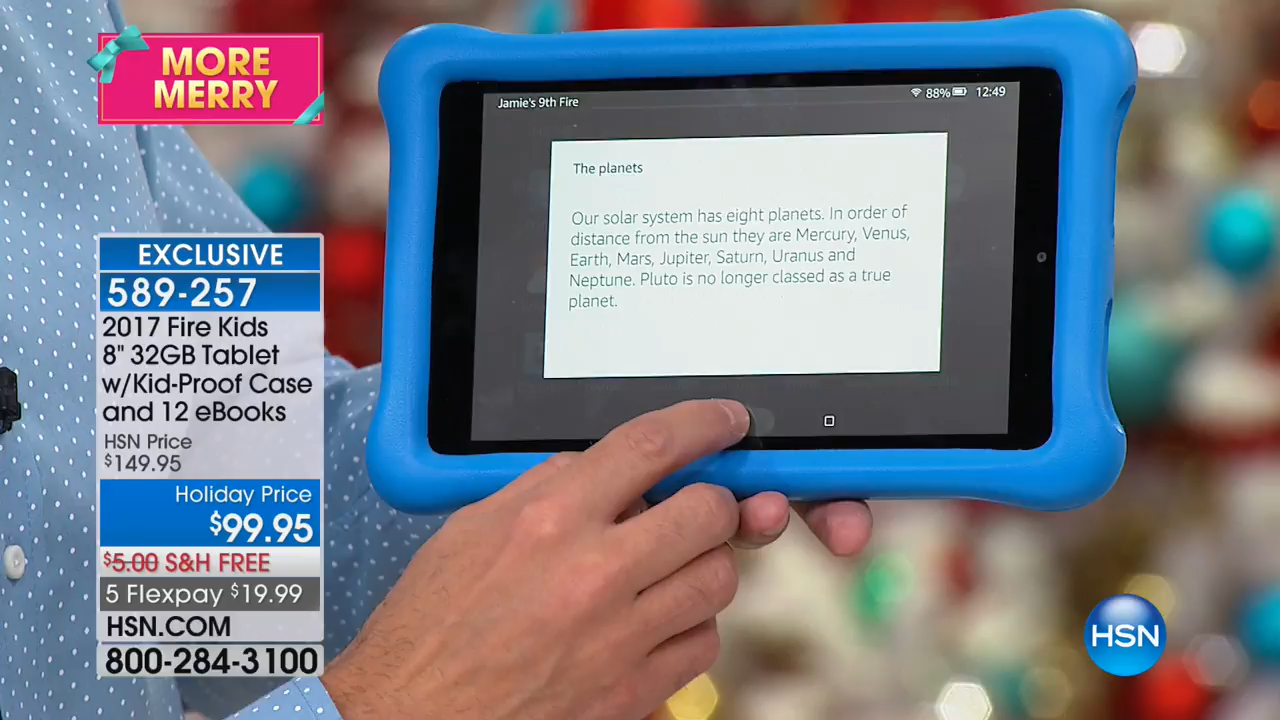 MORE
MERRY
EXCLUSIVE
589-257
2017 Fire Kids
8" 32GB Tablet
w/Kid-Proof Case
and 12 eBooks
HSN Price
$149.95
Holiday Price
$99.95
$5.00 S&H FREE
5 Flexpay $19.99
HSN.COM
800-284-3100
Jamie's 9th Fire
88% 12:49
The planets
Our solar system has eight planets. In order of
distance from the sun they are Mercury, Venus,
Earth, Mars, Jupiter, Saturn, Uranus and
Neptune. Pluto is no longer classed as a true
planet.
HSN